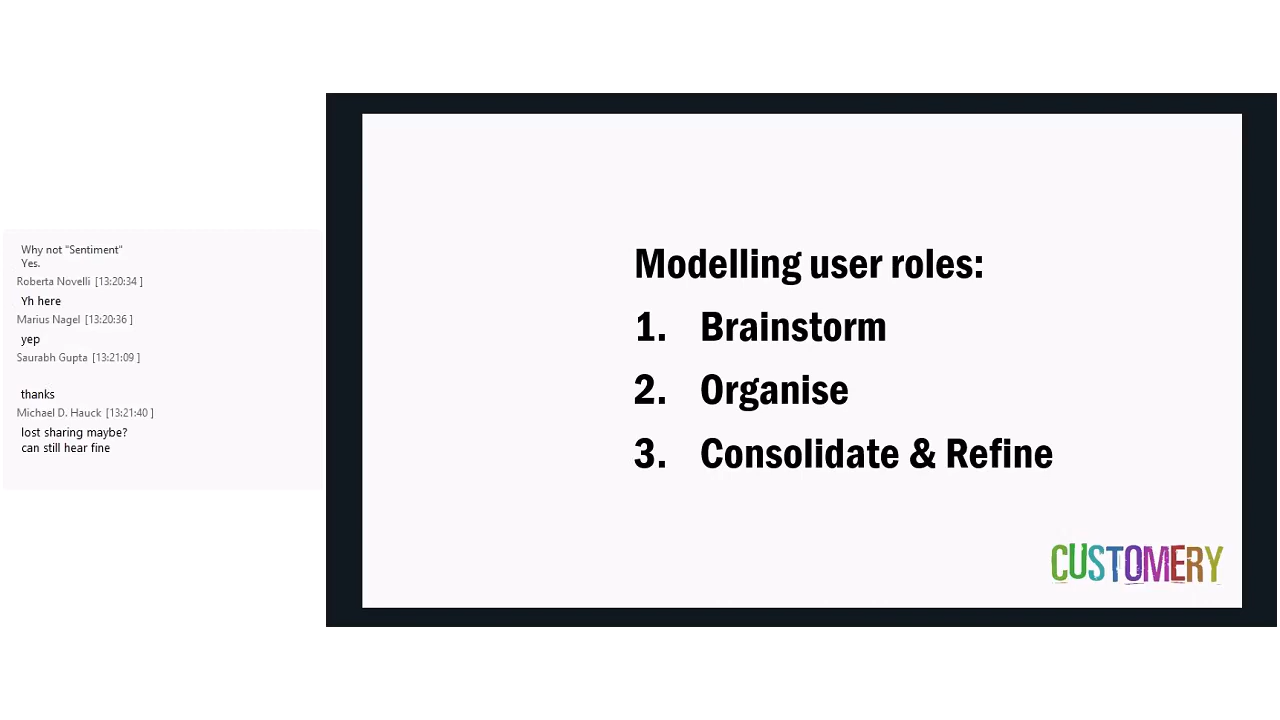 Why not "Sentiment"
Yes.
Roberta Novelli [13:20:34 ]
Yh here
Marius Nagel [13:20:36 ]
yep
Saurabh Gupta [13:21:09 ]
thanks
Michael D. Hauck [13:21:40 ]
lost sharing maybe?
can still hear fine
Modelling user roles:
1. Brainstorm
2. Organise
3. Consolidate & Refine
CUSTOMERY